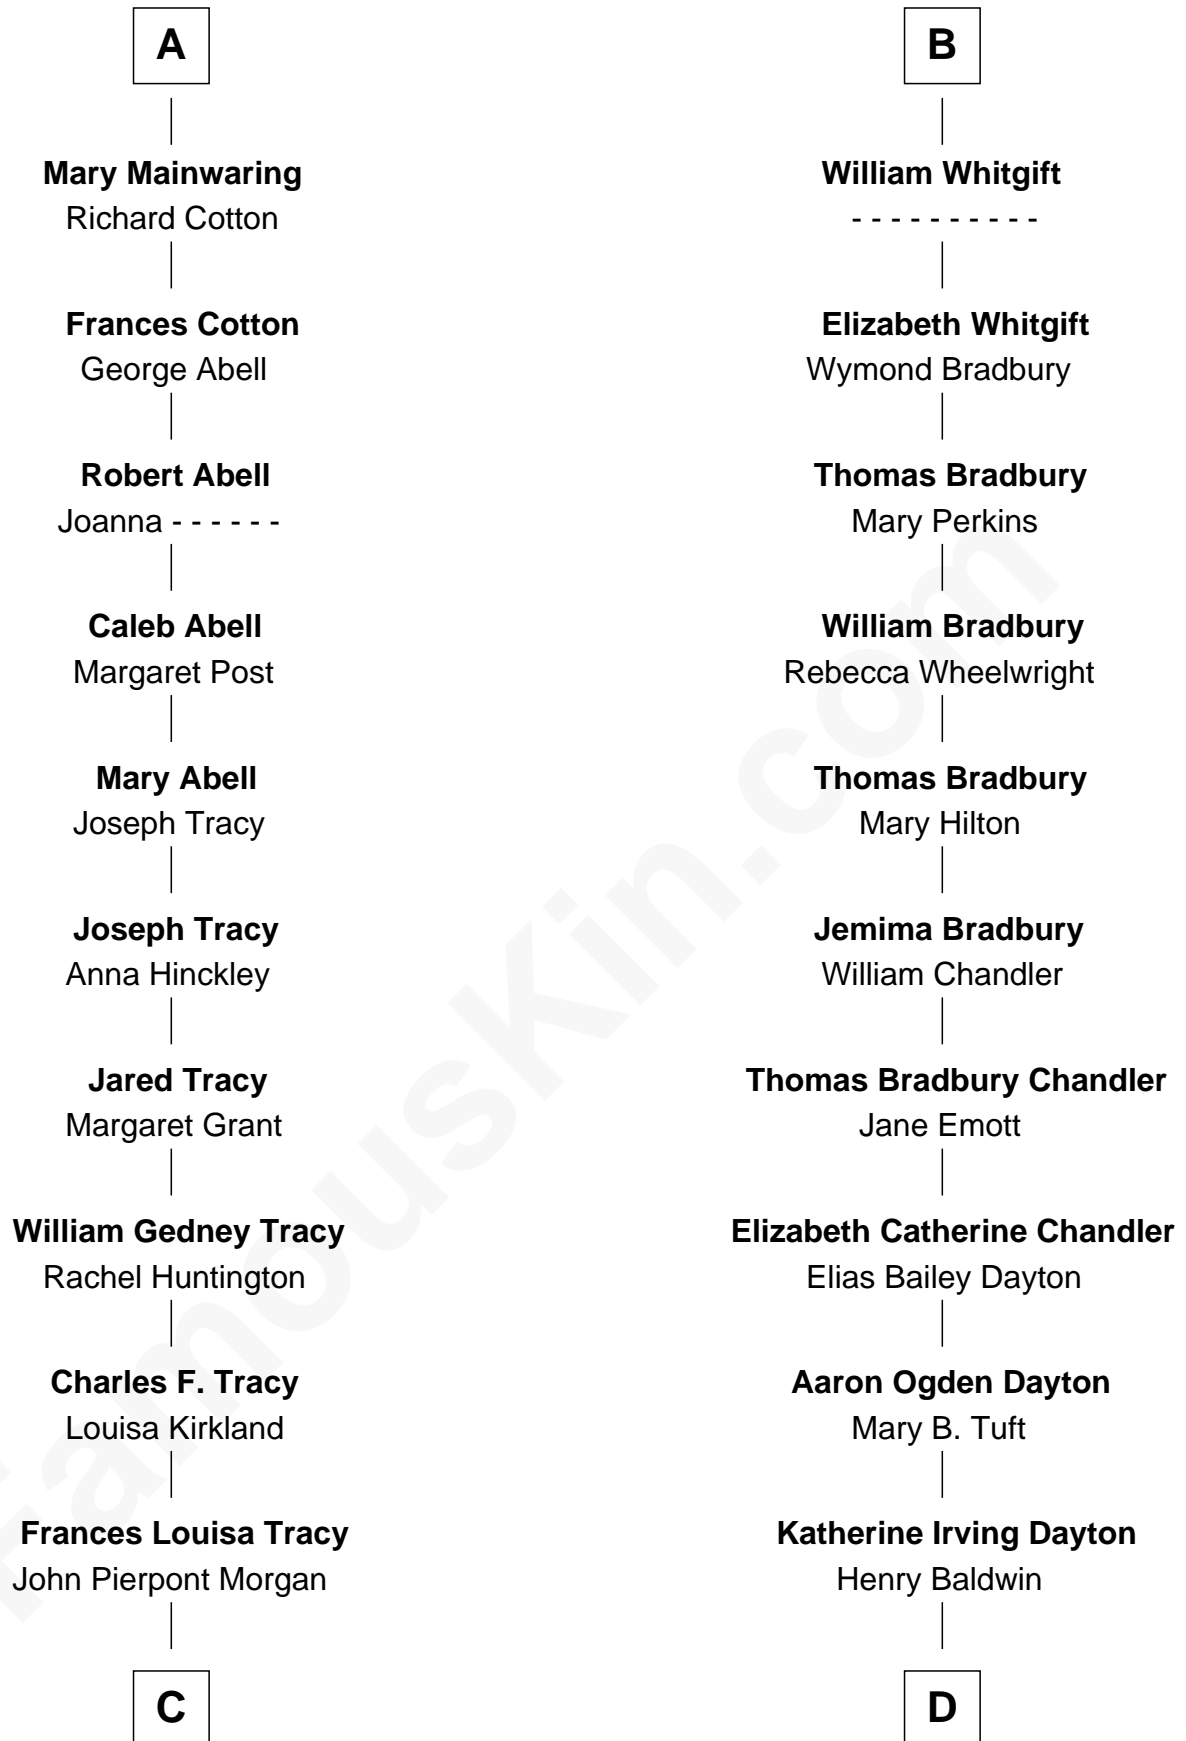 A
Mary Mainwaring
Richard Cotton
Frances Cotton
George Abell
Robert Abell
Joanna - - - - - -
Caleb Abell
Margaret Post
Mary Abell
Joseph Tracy
Joseph Tracy
Anna Hinckley
Jared Tracy
Margaret Grant
William Gedney Tracy
Rachel Huntington
Charles F. Tracy
Louisa Kirkland
Frances Louisa Tracy
John Pierpont Morgan
C
B
William Whitgift
- - - - - - - - - -
Elizabeth Whitgift
Wymond Bradbury
Thomas Bradbury
Mary Perkins
William Bradbury
Rebecca Wheelwright
Thomas Bradbury
Mary Hilton
Jemima Bradbury
William Chandler
Thomas Bradbury Chandler
Jane Emott
Elizabeth Catherine Chandler
Elias Bailey Dayton
Aaron Ogden Dayton
Mary B. Tuft
Katherine Irving Dayton
Henry Baldwin
D
FamousKin.com